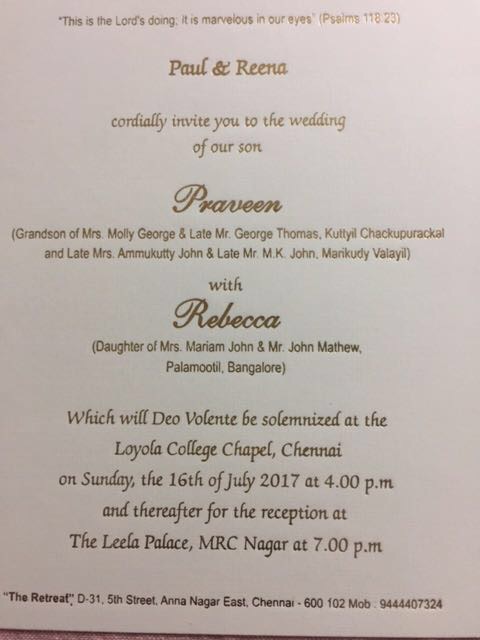 "This is the Lord's doing; it is marvelous in our eyes" (Psalms 118:23)
Paul & Reena
cordially invite you to the wedding
of our son
Praveen
(Grandson of Mrs. Molly George & Late Mr. George Thomas, Kuttyil Chackupurackal
and Late Mrs. Ammukutty John & Late Mr. M.K. John, Marikudy Valayil)
with
Rebecca
(Daughter of Mrs. Mariam John & Mr. John Mathew,
Palamootil, Bangalore)
Which will Deo Volente be solemnized at the
Loyola College Chapel, Chennai
on Sunday, the 16th of July 2017 at 4.00 p.m
and thereafter for the reception at
The Leela Palace, MRC Nagar at 7.00 p.m
"The Retreat", D-31, 5th Street, Anna Nagar East, Chennai - 600 102 Mob : 9444407324